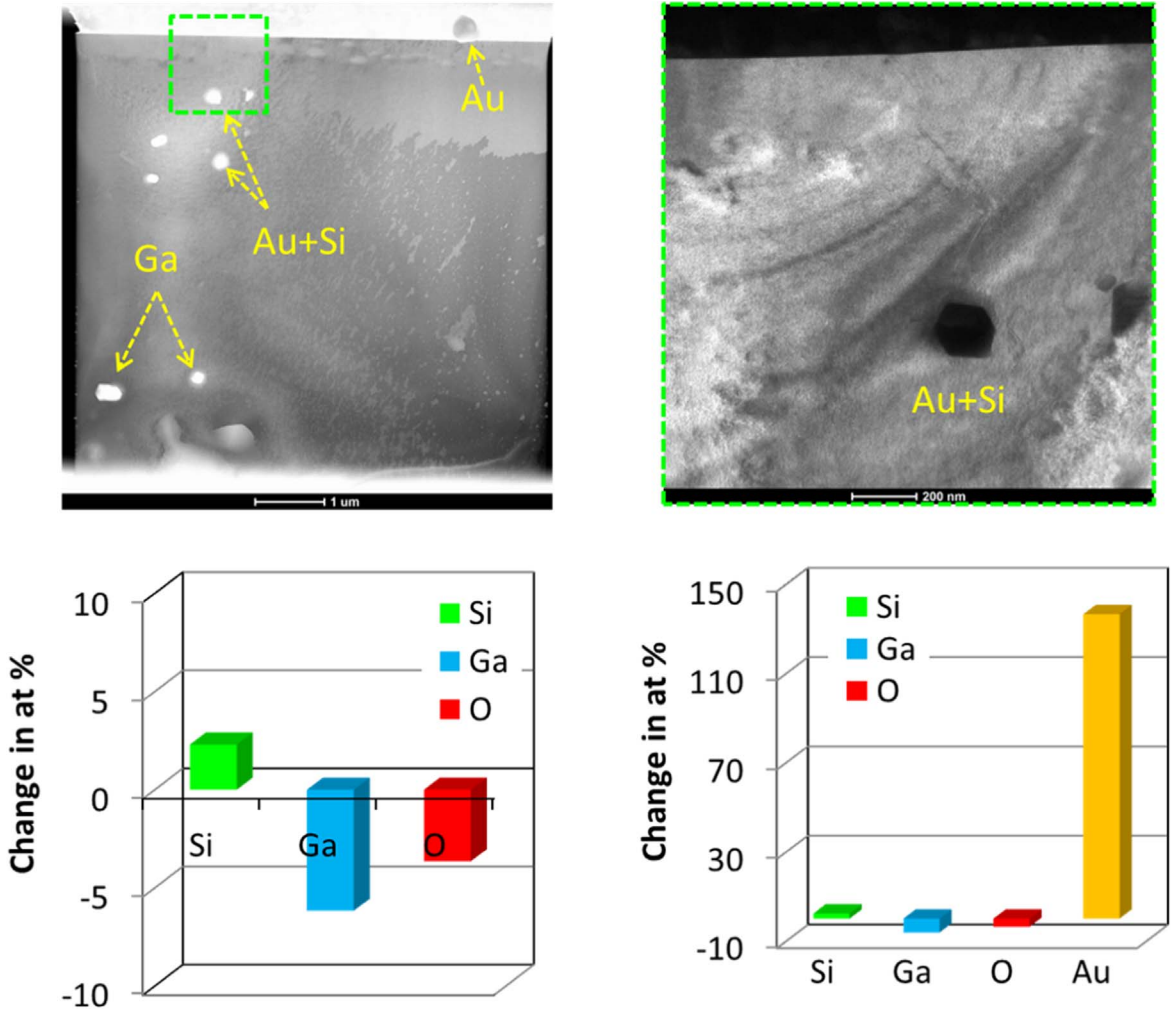 Au
Au+Si
Ga
1 um
Au+Si
200 nm
Change in at %
10
5
0
-5
-10
Si
Ga
O
Si
Ga
O
Change in at %
150
110
70
30
-10
Si
Ga
O
Si
Ga
O
Au